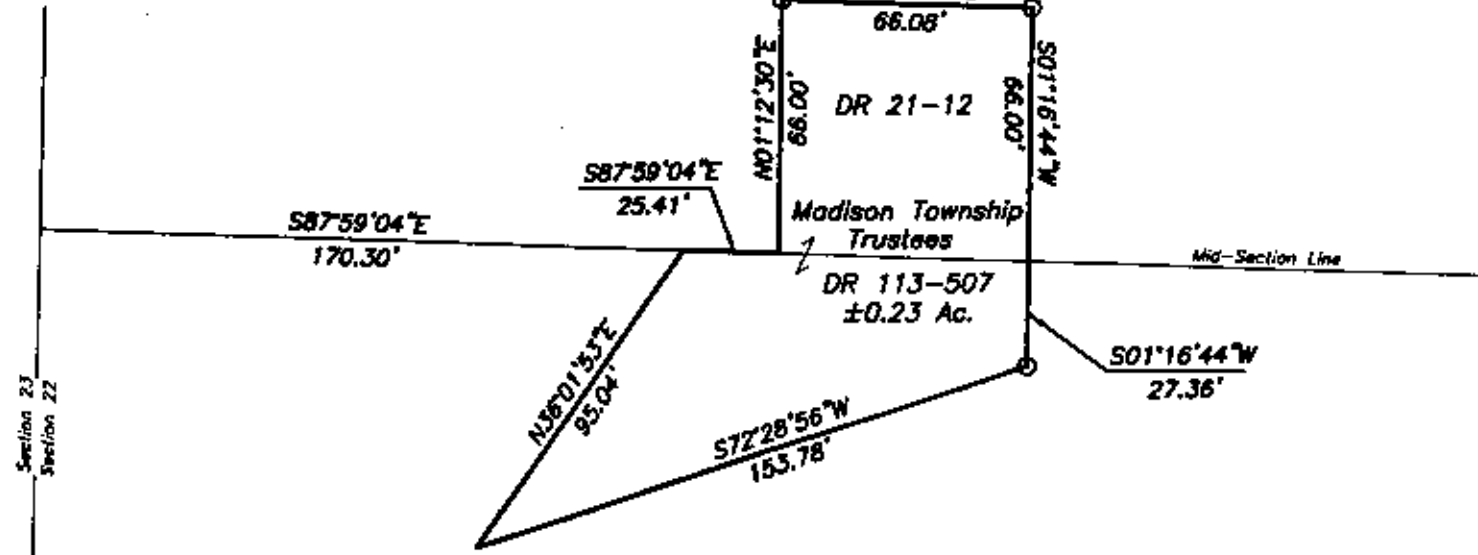 66.08'
N01°12'30"E
66.00'
S01°16'44"W
66.00'
DR 21-12
S87°59'04"E
25.41'
Madison Township
Trustees
S87°59'04"E
170.30'
Mid-Section Line
DR 113-507
±0.23 Ac.
S01°16'44"W
27.36'
N36°01'53"E
95.04'
S72°28'56"W
153.78'
Section 23
Section 22